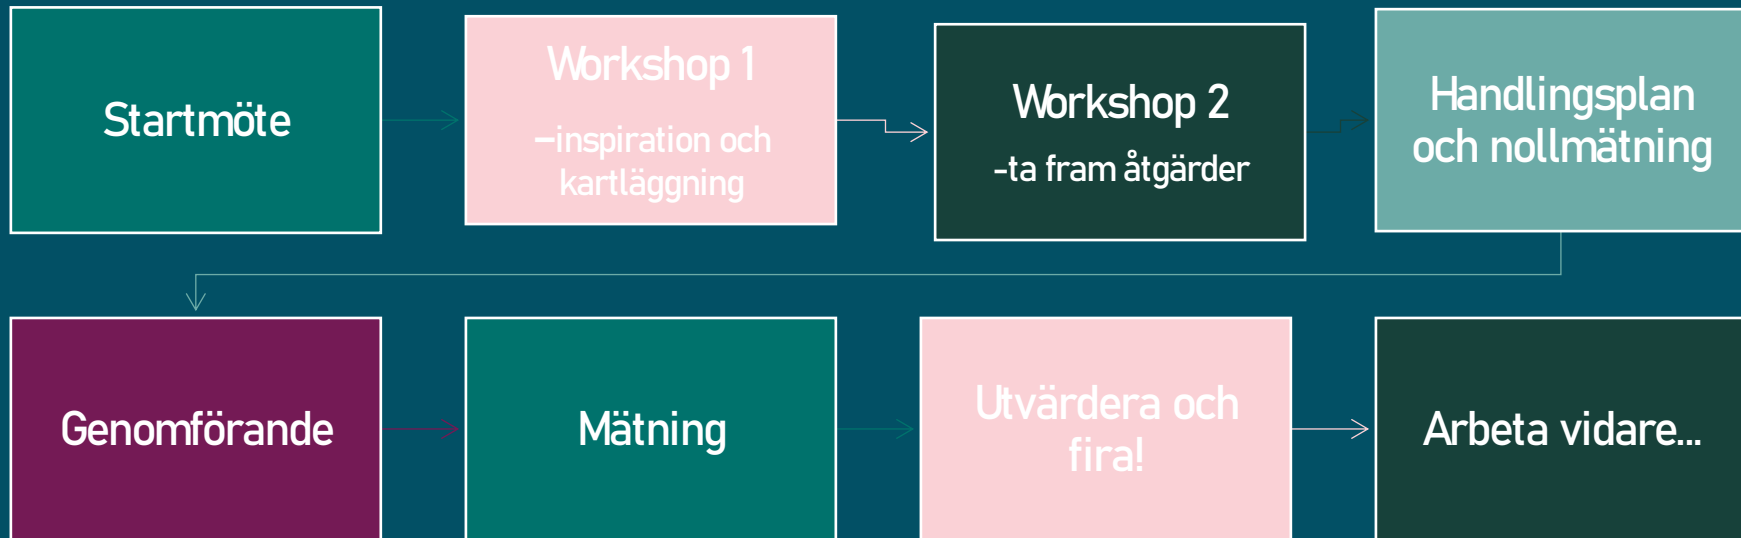 Startmöte
Workshop 1
–inspiration och
kartläggning
Workshop 2
-ta fram åtgärder
Handlingsplan
och nollmätning
Genomförande
Mätning
Utvärdera och
fira!
Arbeta vidare...